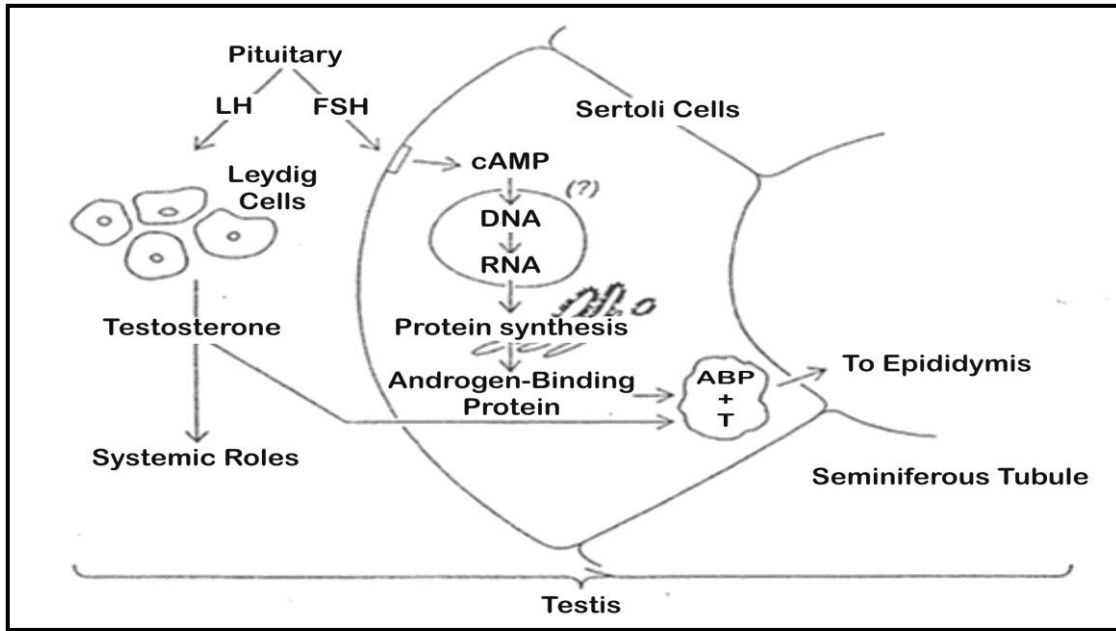 Pituitary
LH FSH
Sertoli Cells
Leydig
Cells
cAMP
(?)
DNA
RNA
Testosterone
Protein synthesis
Androgen-Binding
Protein
ABP
+
T
To Epididymis
Systemic Roles
Seminiferous Tubule
Testis